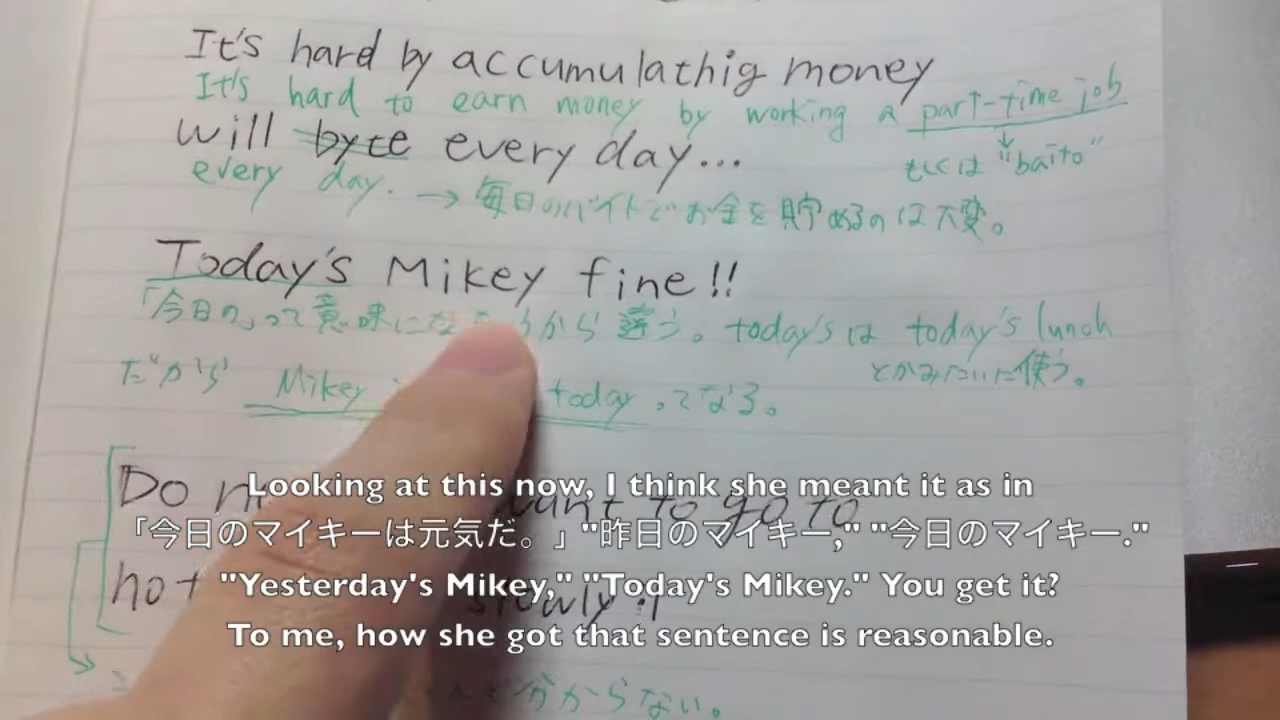 It's hard by accumulathig money
It's hard to earn money by working a part-time job
will byte every day...
もしくは "baito"
every day. → 毎日のバイトでお金を貯めるのは大変。
Today's Mikey fine!!
「今日の」って意味になるから違う。today'sは today's lunch
とかみたいに使う。
だから Mikey today ってなる。
Do want to go to
hot slowly
分からない。
Looking at this now, I think she meant it as in
「今日のマイキーは元気だ。」"昨日のマイキー," "今日のマイキー."
"Yesterday's Mikey," "Today's Mikey." You get it?
To me, how she got that sentence is reasonable.